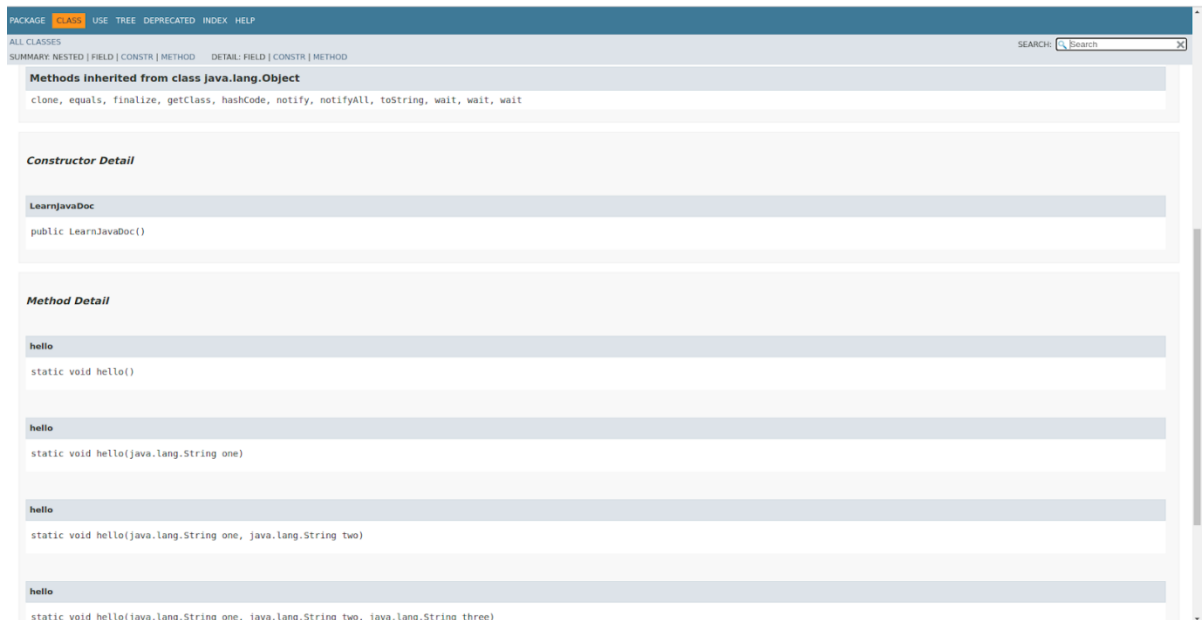 PACKAGE CLASS USE TREE DEPRECATED INDEX HELP
ALL CLASSES
SEARCH: Search
SUMMARY: NESTED | FIELD | CONSTR | METHOD DETAIL: FIELD | CONSTR | METHOD
Methods inherited from class java.lang.Object
clone, equals, finalize, getClass, hashCode, notify, notifyAll, toString, wait, wait, wait
Constructor Detail
LearnJavaDoc
public LearnJavaDoc()
Method Detail
hello
static void hello()
hello
static void hello(java.lang.String one)
hello
static void hello(java.lang.String one, java.lang.String two)
hello
static void hello(java.lang.String one, java.lang.String two, java.lang.String three)